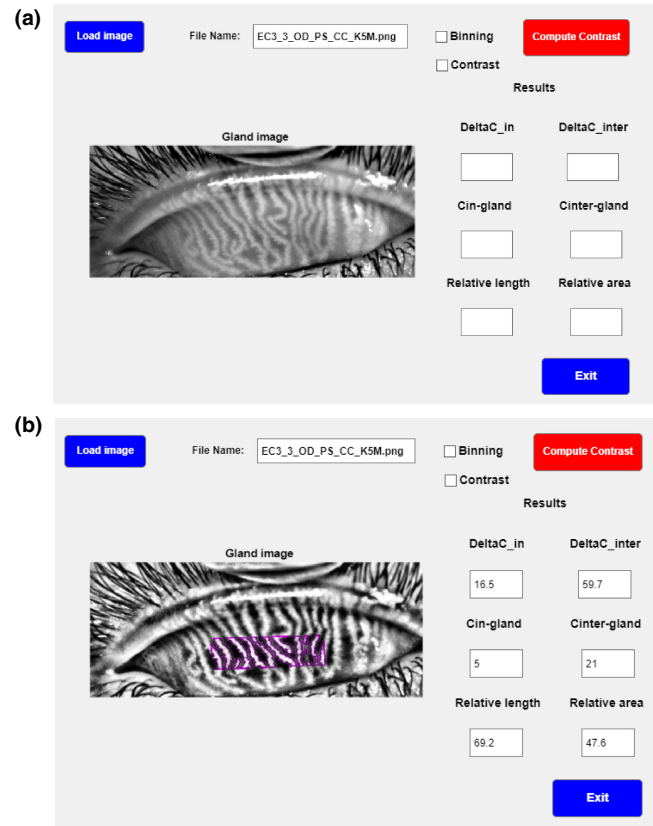 (a)
Load image File Name: EC3_3_OD_PS_CC_K5M.png Binning Compute Contrast
Contrast
Results
Gland image
DeltaC_in DeltaC_inter
Cin-gland Cinter-gland
Relative length Relative area
Exit
(b)
Load image File Name: EC3_3_OD_PS_CC_K5M.png Binning Compute Contrast
Contrast
Results
Gland image
DeltaC_in DeltaC_inter
16.5 59.7
Cin-gland Cinter-gland
5 21
Relative length Relative area
69.2 47.6
Exit